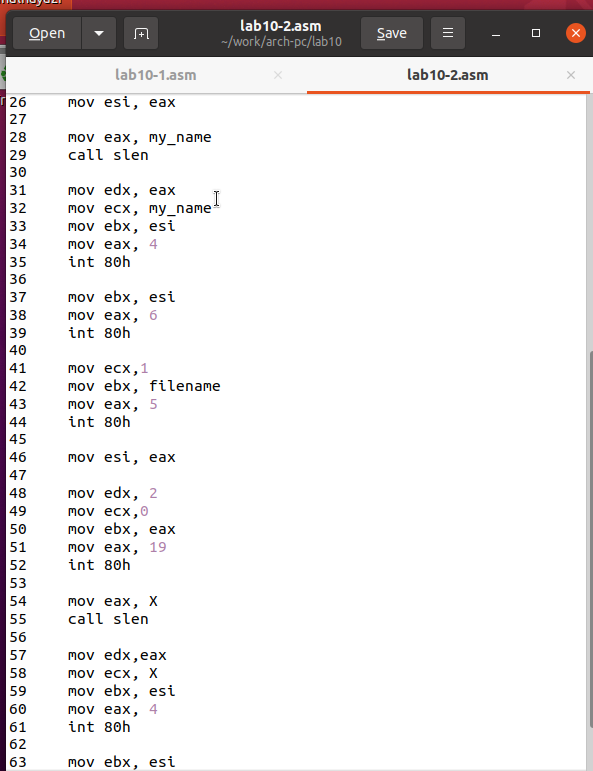 Open
lab10-2.asm
~/work/arch-pc/lab10
Save
lab10-1.asm
lab10-2.asm
26 mov esi, eax
27
28 mov eax, my_name
29 call slen
30
31 mov edx, eax
32 mov ecx, my_name
33 mov ebx, esi
34 mov eax, 4
35 int 80h
36
37 mov ebx, esi
38 mov eax, 6
39 int 80h
40
41 mov ecx,1
42 mov ebx, filename
43 mov eax, 5
44 int 80h
45
46 mov esi, eax
47
48 mov edx, 2
49 mov ecx,0
50 mov ebx, eax
51 mov eax, 19
52 int 80h
53
54 mov eax, X
55 call slen
56
57 mov edx,eax
58 mov ecx, X
59 mov ebx, esi
60 mov eax, 4
61 int 80h
62
63 mov ebx, esi